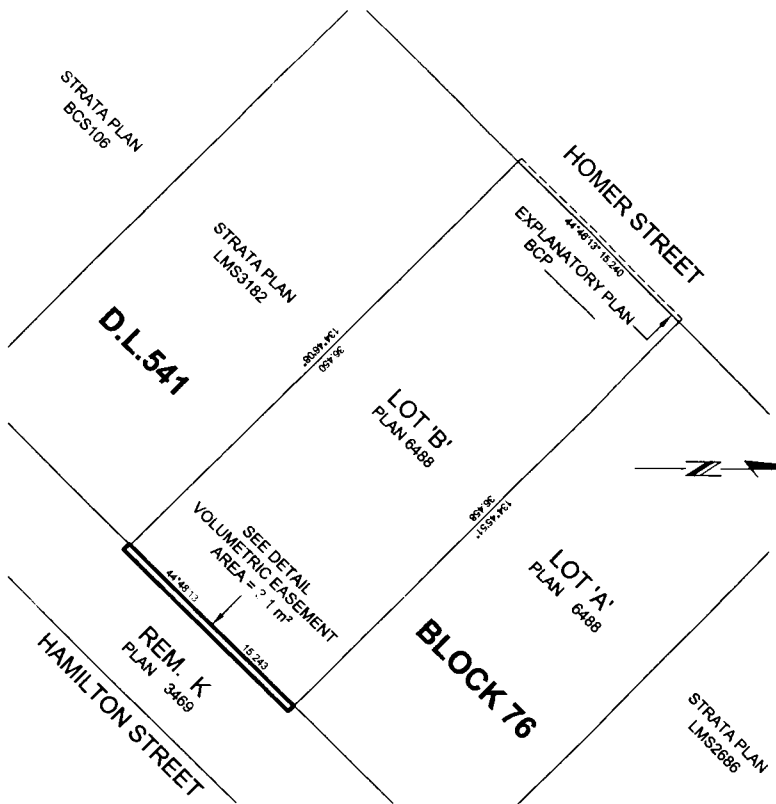 STRATA PLAN
BCS106
STRATA PLAN
LMS3182
D.L.541
HOMER STREET
44°46'13" 15.240
EXPLANATORY PLAN
BCP
134°46'08"
36.450
LOT 'B'
PLAN 6488
36.458
134°45'51"
SEE DETAIL
VOLUMETRIC EASEMENT
AREA = 1 m²
44°48 13
15 243
REM. K
PLAN 3469
HAMILTON STREET
BLOCK 76
LOT 'A'
PLAN 6488
STRATA PLAN
LMS2686